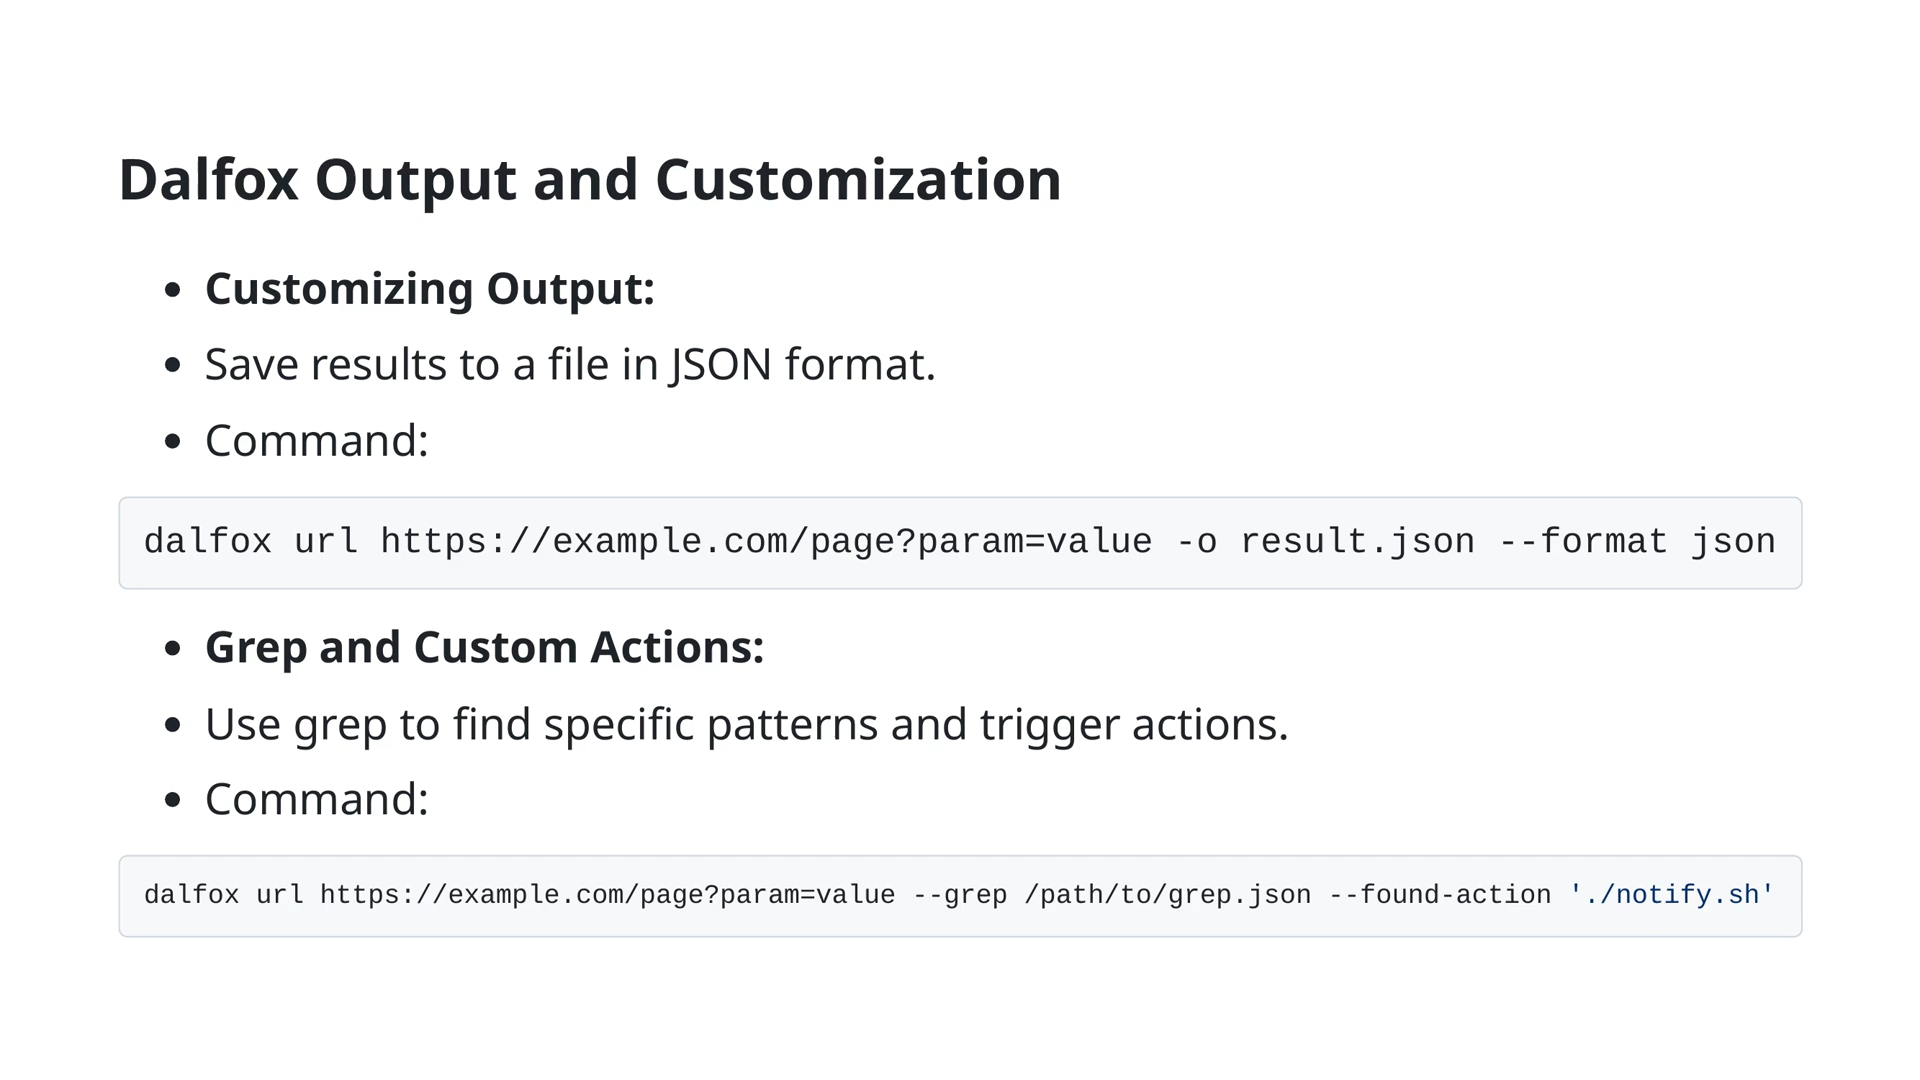 Dalfox Output and Customization
• Customizing Output:
• Save results to a file in JSON format.
• Command:
dalfox url https://example.com/page?param=value -o result.json --format json
• Grep and Custom Actions:
• Use grep to find specific patterns and trigger actions.
• Command:
dalfox url https://example.com/page?param=value --grep /path/to/grep.json --found-action './notify.sh'